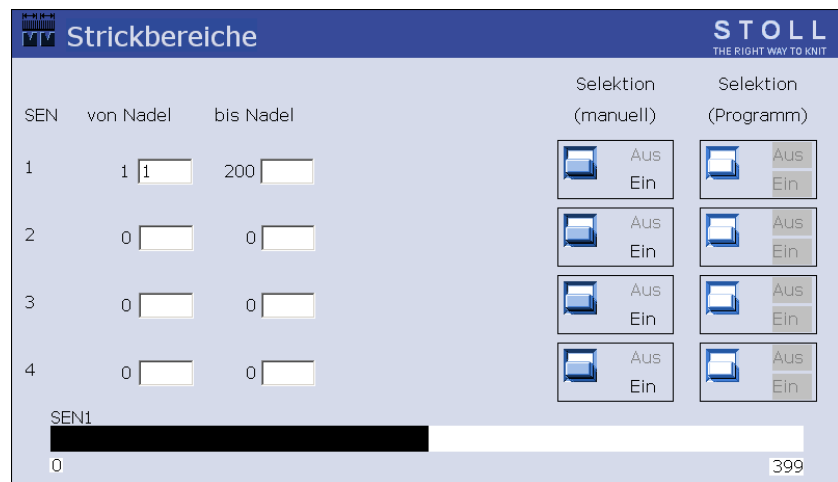 Strickbereiche
STOLL
THE RIGHT WAY TO KNIT
Selektion Selektion
SEN von Nadel bis Nadel (manuell) (Programm)
1 1 1 200 Aus Ein Aus Ein
2 0 0 Aus Ein Aus Ein
3 0 0 Aus Ein Aus Ein
4 0 0 Aus Ein Aus Ein
SEN1
0 399